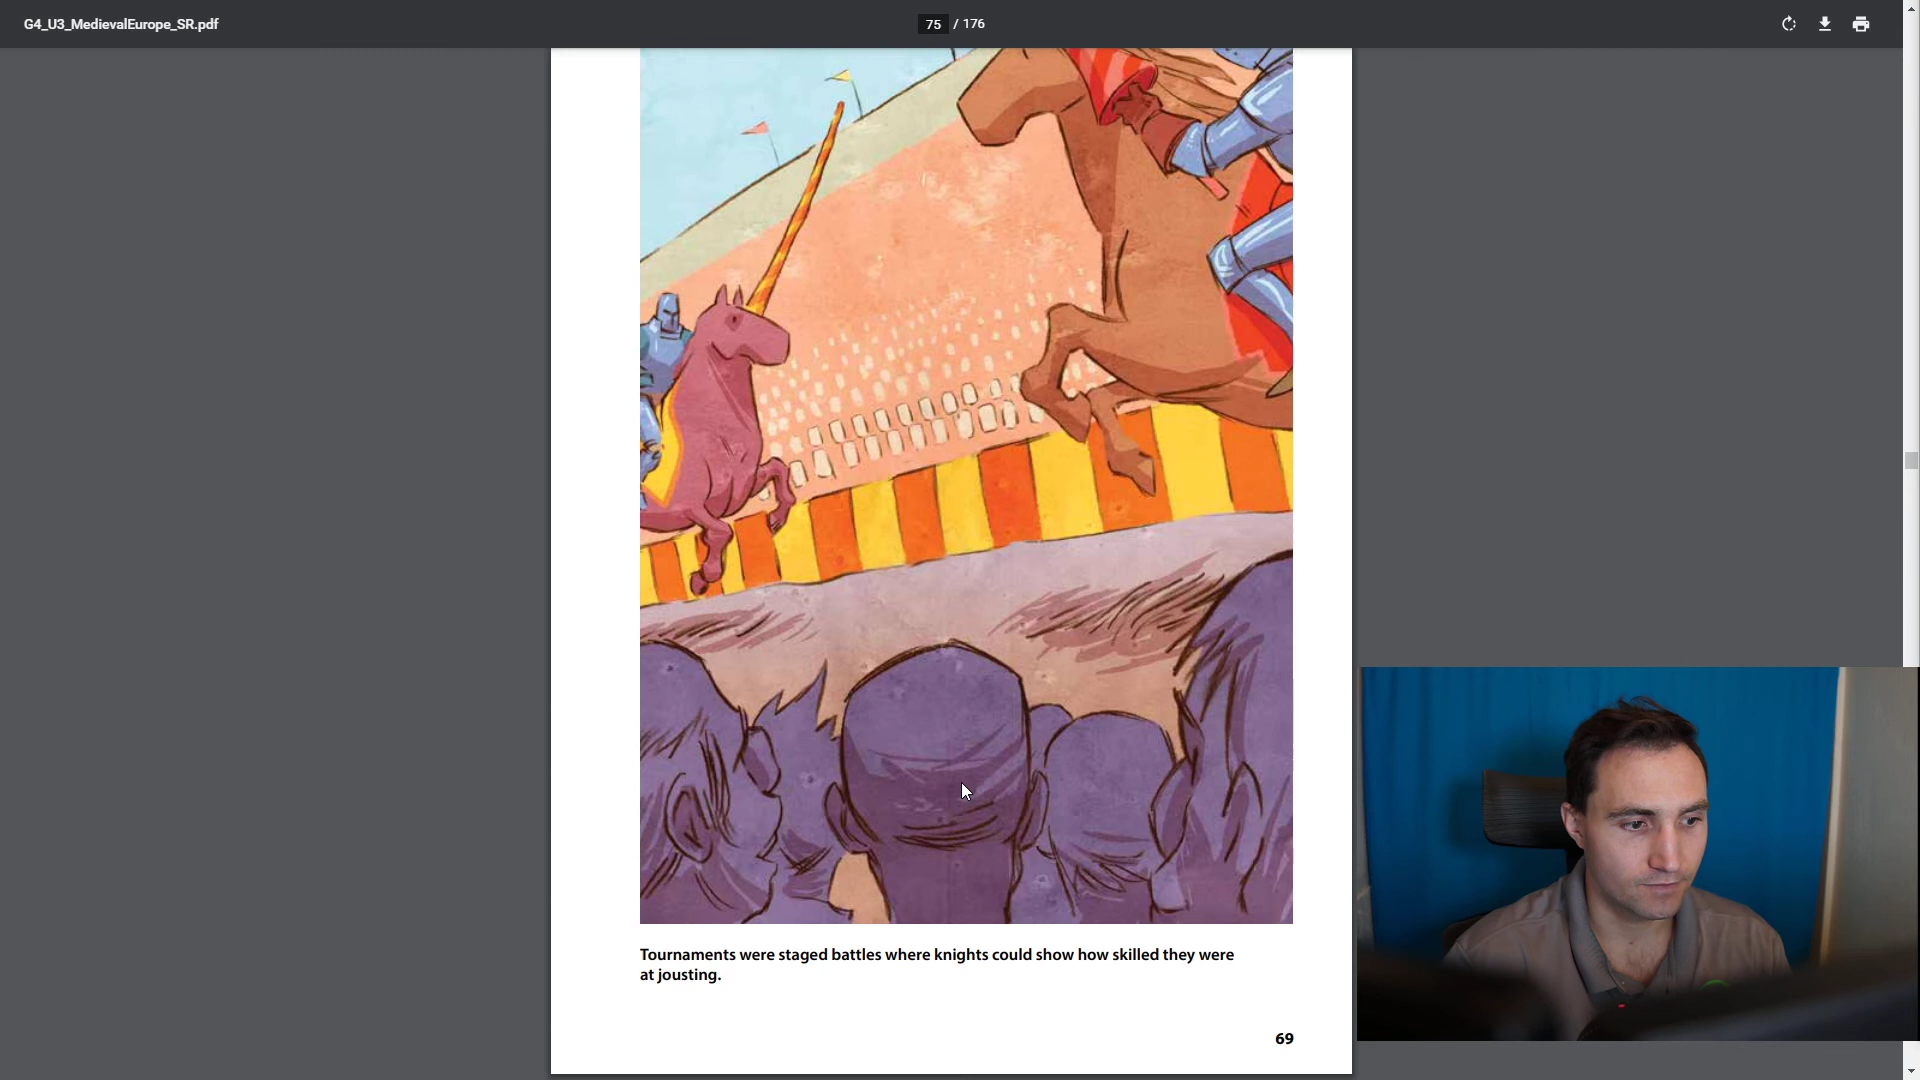 G4_U3_MedievalEurope_SR.pdf
75 / 176
Tournaments were staged battles where knights could show how skilled they were
at jousting.
69